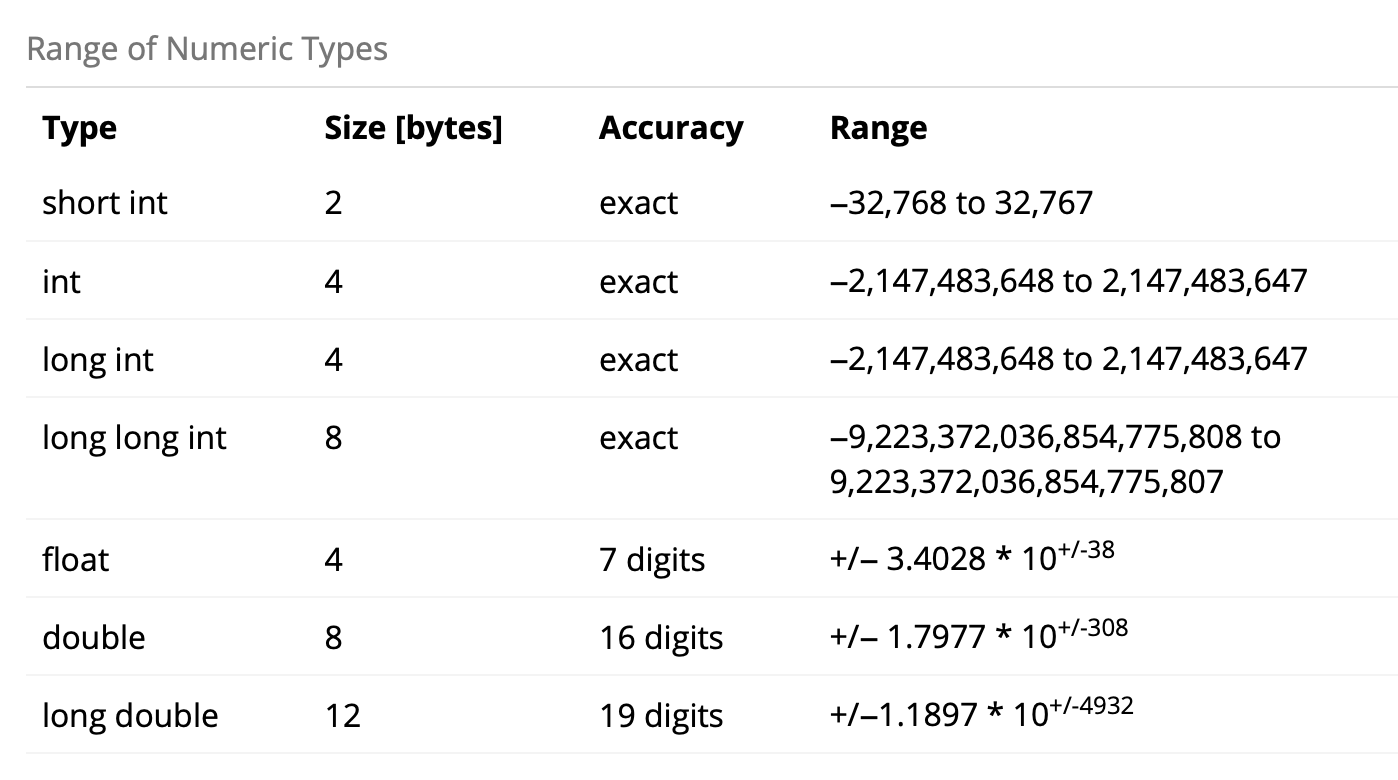 Range of Numeric Types
Type Size [bytes] Accuracy Range
short int 2 exact –32,768 to 32,767
int 4 exact –2,147,483,648 to 2,147,483,647
long int 4 exact –2,147,483,648 to 2,147,483,647
long long int 8 exact –9,223,372,036,854,775,808 to
9,223,372,036,854,775,807
float 4 7 digits +/– 3.4028 * 10^+/-38
double 8 16 digits +/– 1.7977 * 10^+/-308
long double 12 19 digits +/–1.1897 * 10^+/-4932